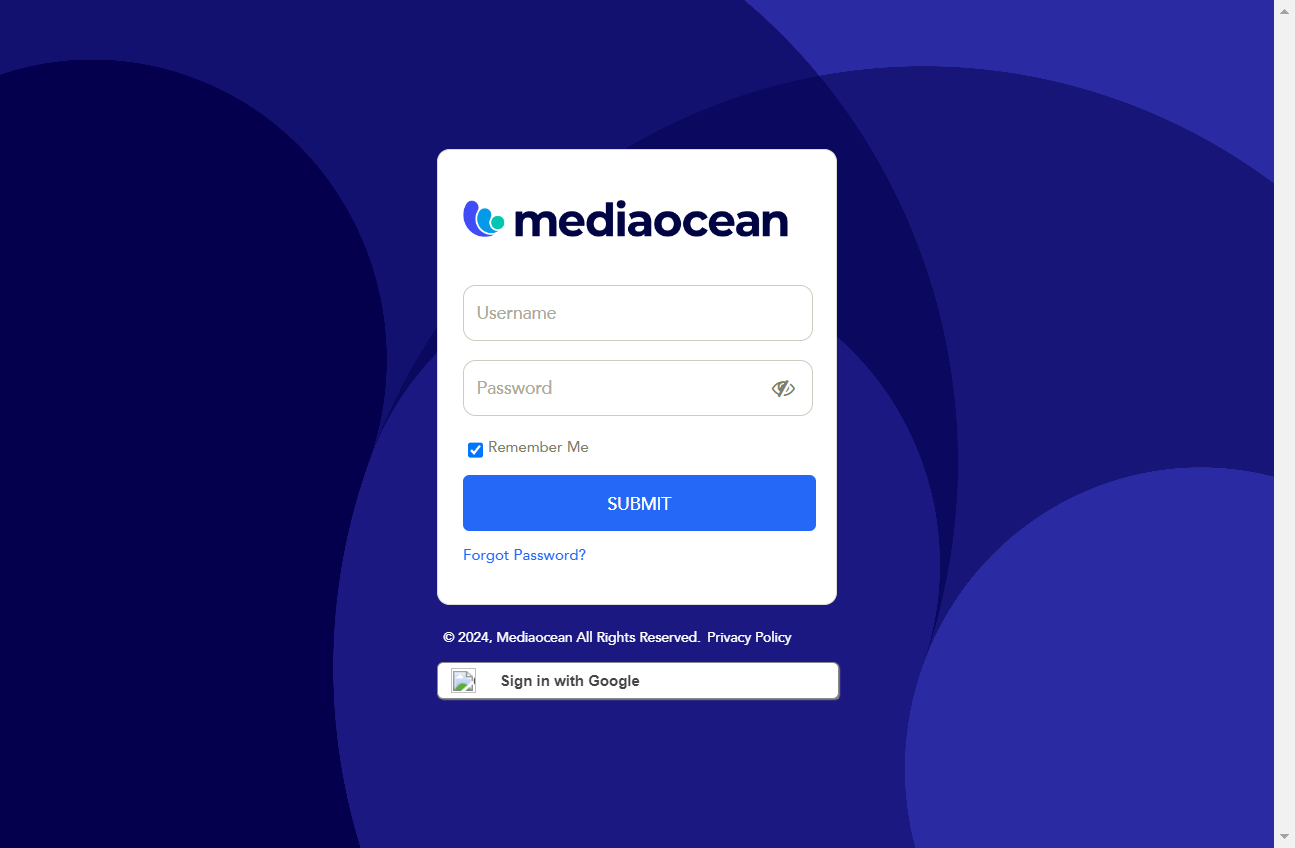 mediaocean
Username
Password
Remember Me
SUBMIT
Forgot Password?
© 2024, Mediaocean All Rights Reserved. Privacy Policy
Sign in with Google